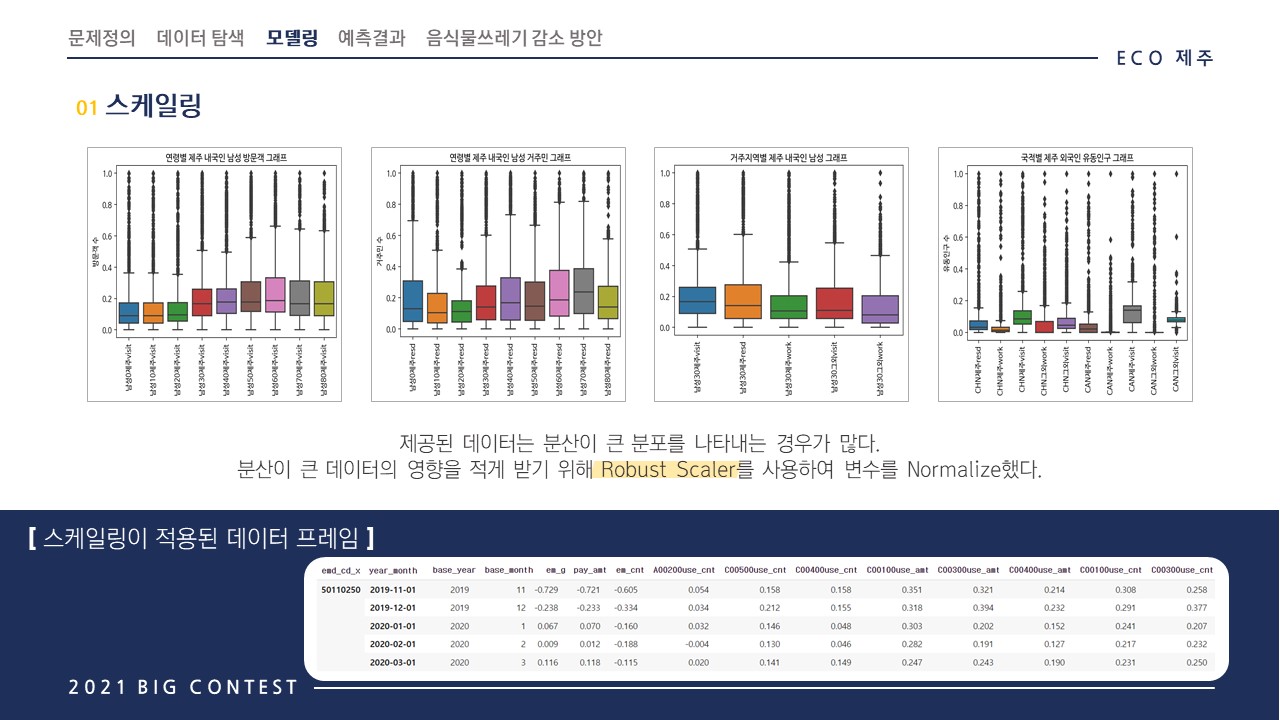 문제정의 데이터 탐색 모델링 예측결과 음식물쓰레기 감소 방안
ECO 제주
01 스케일링
연령별 제주 내국인 남성 방문객 그래프
방문객 수
1.0
0.8
0.6
0.4
0.2
0.0
남성0제주visit
남성10제주visit
남성20제주visit
남성30제주visit
남성40제주visit
남성50제주visit
남성60제주visit
남성70제주visit
남성80제주visit
연령별 제주 내국인 남성 거주민 그래프
거주민 수
1.0
0.8
0.6
0.4
0.2
0.0
남성0제주resd
남성10제주resd
남성20제주resd
남성30제주resd
남성40제주resd
남성50제주resd
남성60제주resd
남성70제주resd
남성80제주resd
거주지역별 제주 내국인 남성 그래프
1.0
0.8
0.6
0.4
0.2
0.0
남성30제주visit
남성30제주resd
남성30제주work
남성30그외visit
남성30그외work
국적별 제주 외국인 유동인구 그래프
유동인구 수
1.0
0.8
0.6
0.4
0.2
0.0
CHN제주resd
CHN제주work
CHN제주visit
CHN그외work
CHN그외visit
CAN제주resd
CAN제주work
CAN제주visit
CAN그외work
CAN그외visit
제공된 데이터는 분산이 큰 분포를 나타내는 경우가 많다.
분산이 큰 데이터의 영향을 적게 받기 위해 Robust Scaler를 사용하여 변수를 Normalize했다.
[ 스케일링이 적용된 데이터 프레임 ]
emd_cd_x year_month base_year base_month em_g pay_amt em_cnt A00200use_cnt C00500use_cnt C00400use_cnt C00100use_amt C00300use_amt C00400use_amt C00100use_cnt C00300use_cnt
50110250 2019-11-01 2019 11 -0.729 -0.721 -0.605 0.054 0.158 0.158 0.351 0.321 0.214 0.308 0.258
2019-12-01 2019 12 -0.238 -0.233 -0.334 0.034 0.212 0.155 0.318 0.394 0.232 0.291 0.377
2020-01-01 2020 1 0.067 0.070 -0.160 0.032 0.146 0.048 0.303 0.202 0.152 0.241 0.207
2020-02-01 2020 2 0.009 0.012 -0.188 -0.004 0.130 0.046 0.282 0.191 0.127 0.217 0.232
2020-03-01 2020 3 0.116 0.118 -0.115 0.020 0.141 0.149 0.247 0.243 0.190 0.231 0.250
2021 BIG CONTEST